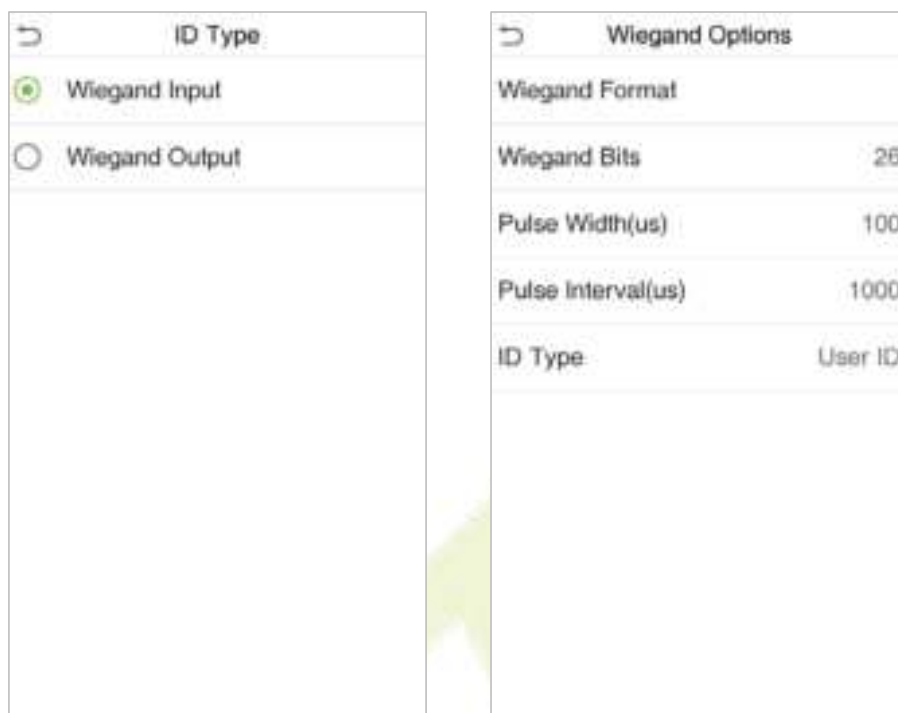 ID Type
Wiegand Input
Wiegand Output
Wiegand Options
Wiegand Format
Wiegand Bits 26
Pulse Width(us) 100
Pulse Interval(us) 1000
ID Type User ID